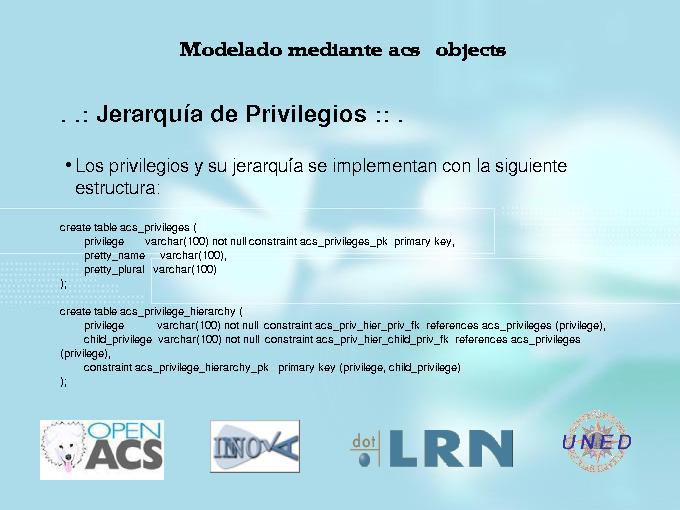 Modelado mediante acs objects
. .: Jerarquía de Privilegios :: .
• Los privilegios y su jerarquía se implementan con la siguiente
estructura:
create table acs_privileges (
privilege varchar(100) not null constraint acs_privileges_pk primary key,
pretty_name varchar(100),
pretty_plural varchar(100)
);
create table acs_privilege_hierarchy (
privilege varchar(100) not null constraint acs_priv_hier_priv_fk references acs_privileges (privilege),
child_privilege varchar(100) not null constraint acs_priv_hier_child_priv_fk references acs_privileges
(privilege),
constraint acs_privilege_hierarchy_pk primary key (privilege, child_privilege)
);
OPEN
ACS
INNOVA
dot LRN
UNED